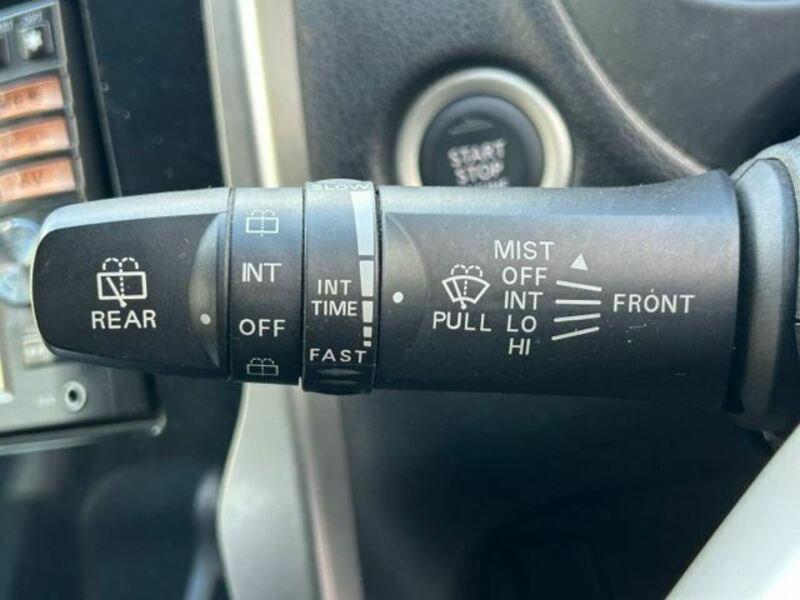 START
STOP
REAR
INT
OFF
SLOW
INT
TIME
FAST
PULL
MIST
OFF
INT
LO
HI
FRONT